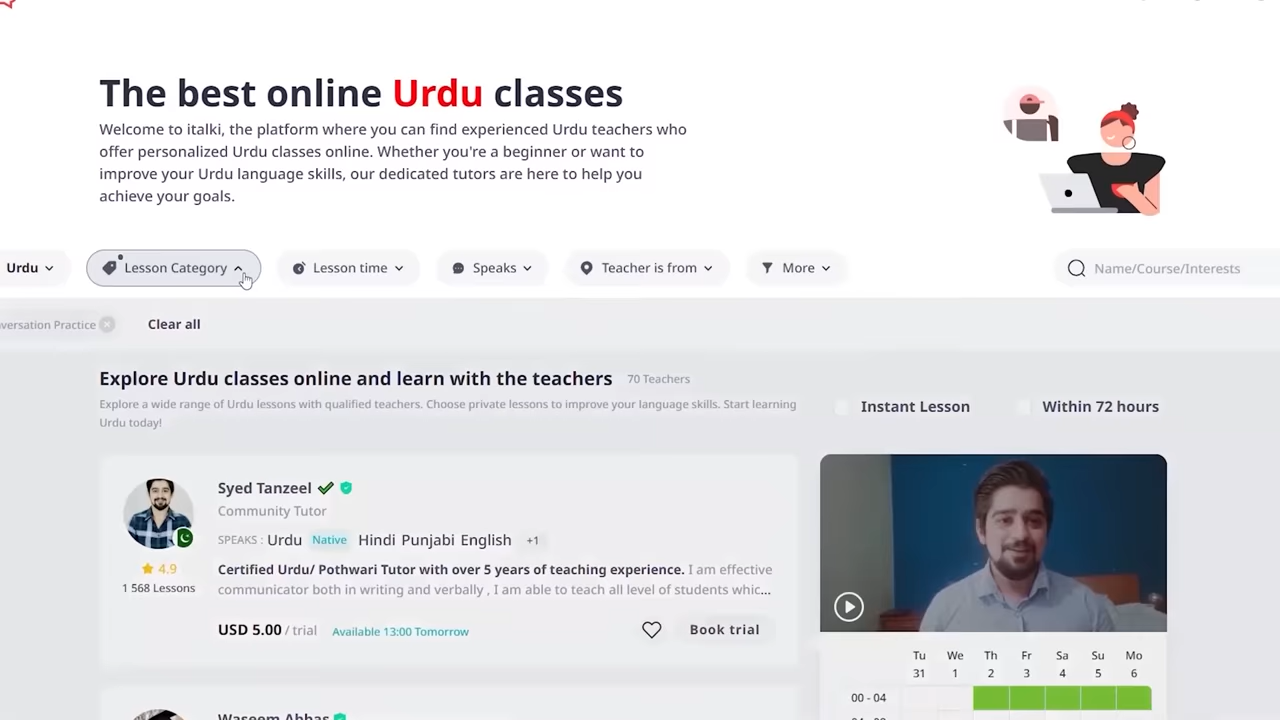 The best online Urdu classes
Welcome to italki, the platform where you can find experienced Urdu teachers who
offer personalized Urdu classes online. Whether you're a beginner or want to
improve your Urdu language skills, our dedicated tutors are here to help you
achieve your goals.
Urdu Lesson Category Lesson time Speaks Teacher is from More Name/Course/Interests
versation Practice Clear all
Explore Urdu classes online and learn with the teachers 70 Teachers
Explore a wide range of Urdu lessons with qualified teachers. Choose private lessons to improve your language skills. Start learning
Urdu today!
Instant Lesson Within 72 hours
Syed Tanzeel
Community Tutor
SPEAKS : Urdu Native Hindi Punjabi English +1
4.9
1 568 Lessons
Certified Urdu/ Pothwari Tutor with over 5 years of teaching experience. I am effective
communicator both in writing and verbally , I am able to teach all level of students whic...
USD 5.00 / trial Available 13:00 Tomorrow Book trial
Tu We Th Fr Sa Su Mo
31 1 2 3 4 5 6
00 - 04
Waseem Abbas